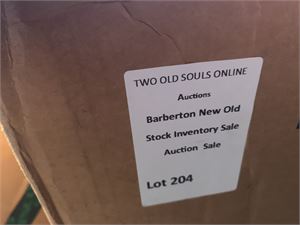 TWO OLD SOULS ONLINE
Auctions
Barberton New Old
Stock Inventory Sale
Auction Sale
Lot 204